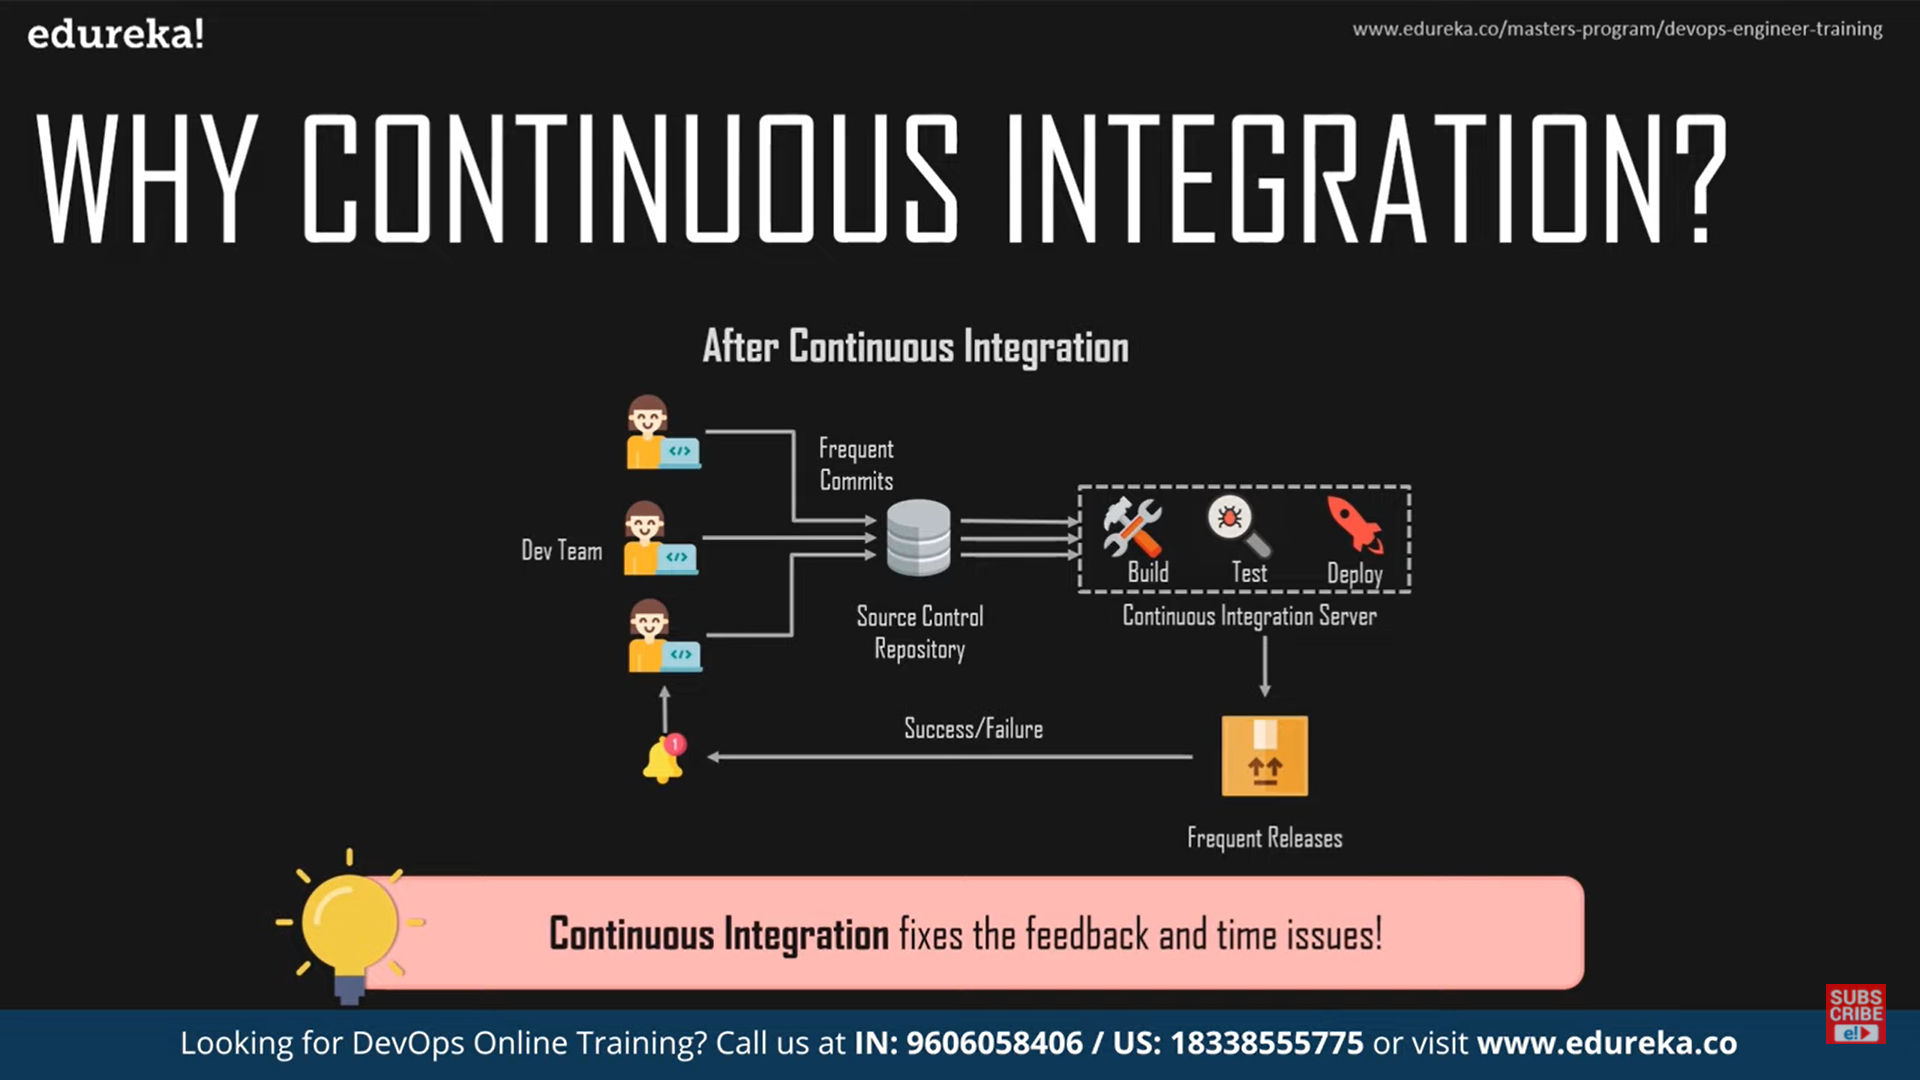 edureka!
www.edureka.co/masters-program/devops-engineer-training
WHY CONTINUOUS INTEGRATION?
After Continuous Integration
Frequent
Commits
Dev Team
</>
</>
</>
Build
Test
Deploy
Source Control
Repository
Continuous Integration Server
Success/Failure
1
Frequent Releases
Continuous Integration fixes the feedback and time issues!
SUBS
CRIBE
e!
Looking for DevOps Online Training? Call us at IN: 9606058406 / US: 18338555775 or visit www.edureka.co